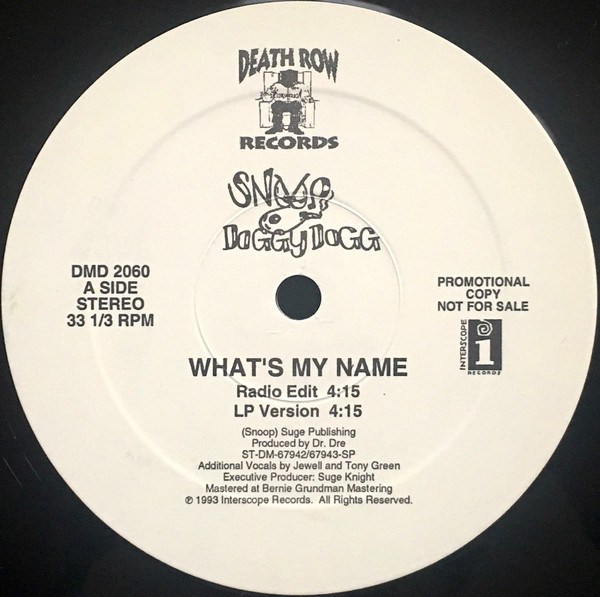 DEATH ROW
RECORDS
SNOOP
DOGGY DOGG
DMD 2060
A SIDE
STEREO
33 1/3 RPM
PROMOTIONAL
COPY
NOT FOR SALE
INTERSCOPE
i
RECORDS
WHAT'S MY NAME
Radio Edit 4:15
LP Version 4:15
(Snoop) Suge Publishing
Produced by Dr. Dre
ST-DM-67942/67943-SP
Additional Vocals by Jewell and Tony Green
Executive Producer: Suge Knight
Mastered at Bernie Grundman Mastering
℗ 1993 Interscope Records. All Rights Reserved.